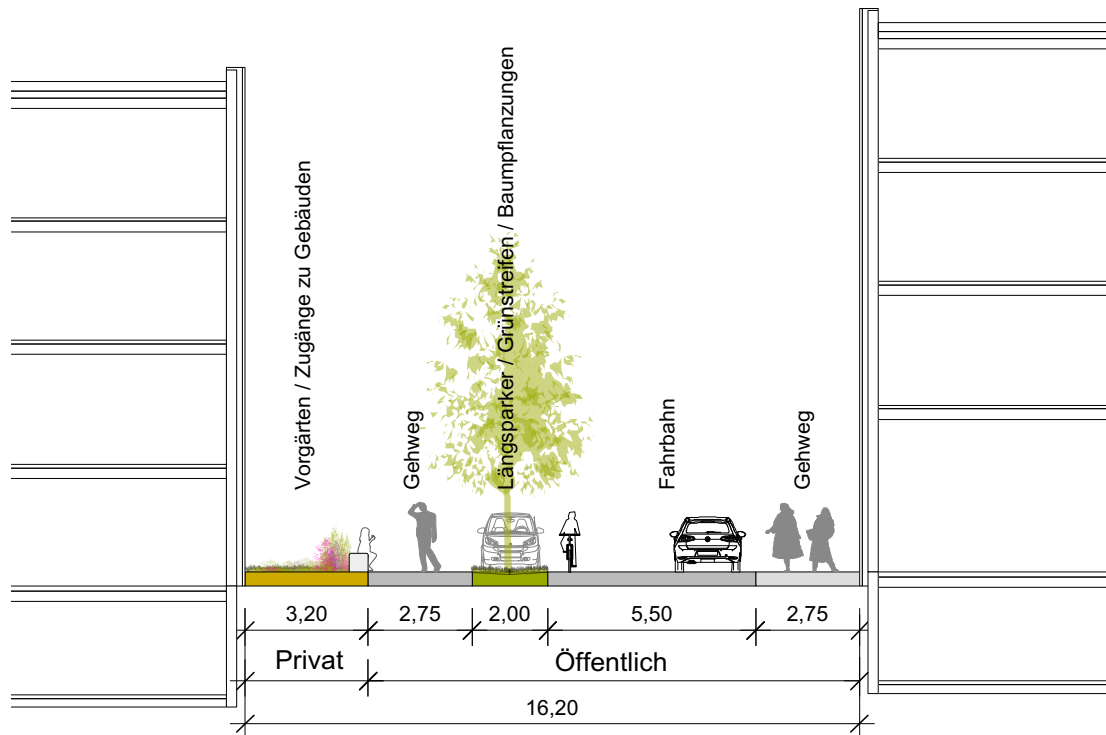 Vorgärten / Zugänge zu Gebäuden
Gehweg
Längsparker / Grünstreifen / Baumpflanzungen
Fahrbahn
Gehweg
3,20
2,75
2,00
5,50
2,75
Privat
Öffentlich
16,20